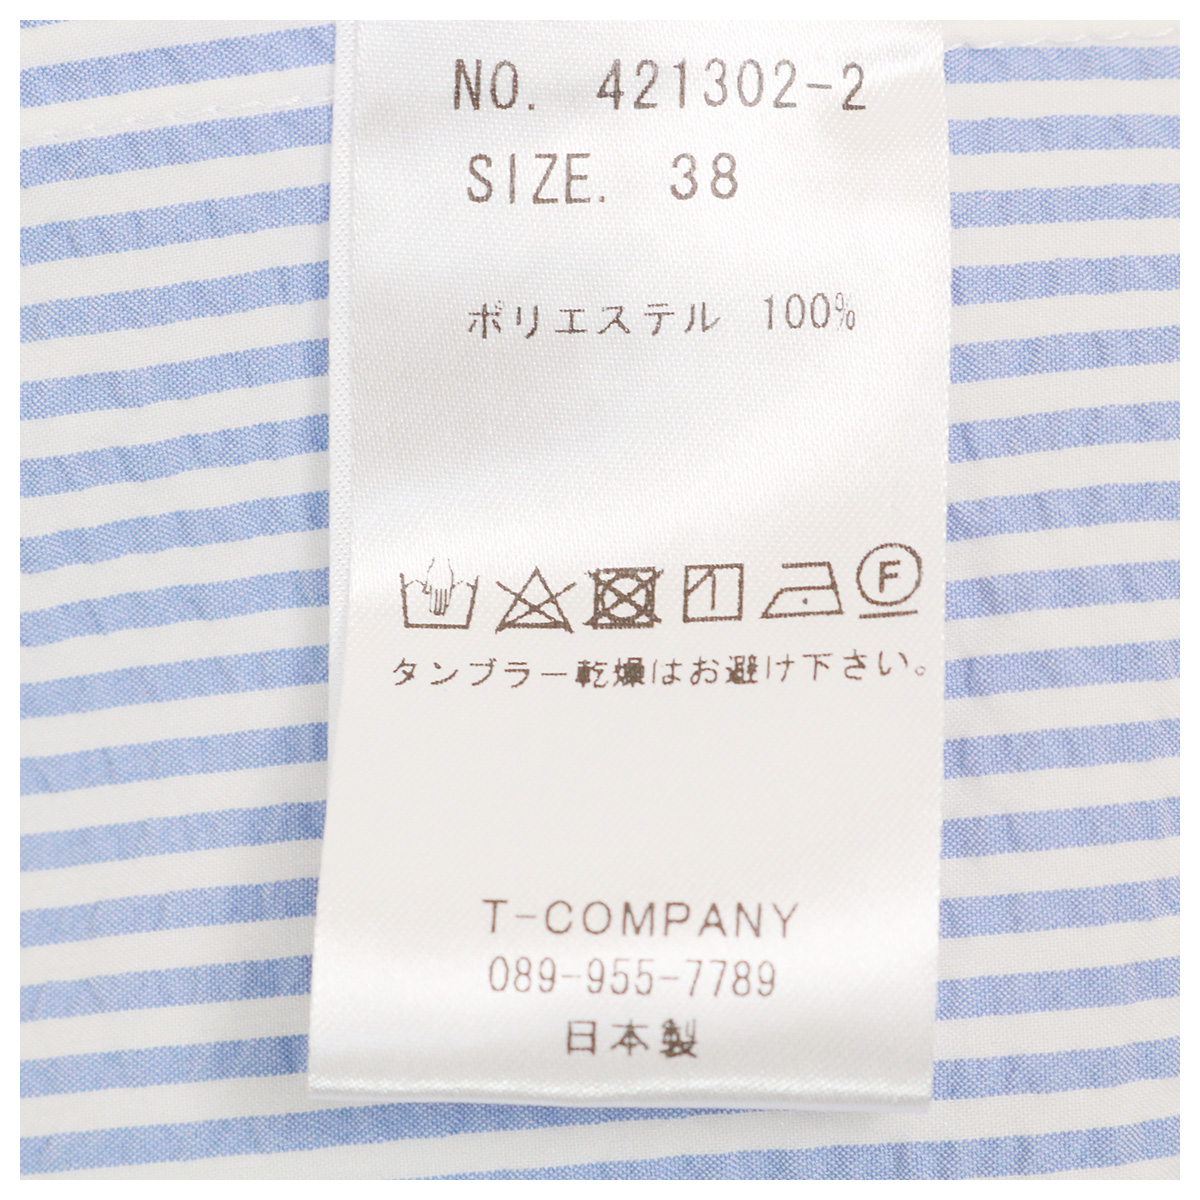 NO. 421302-2
SIZE. 38
ポリエステル 100%
F
タンブラー乾燥はお避け下さい。
T-COMPANY
089-955-7789
日本製